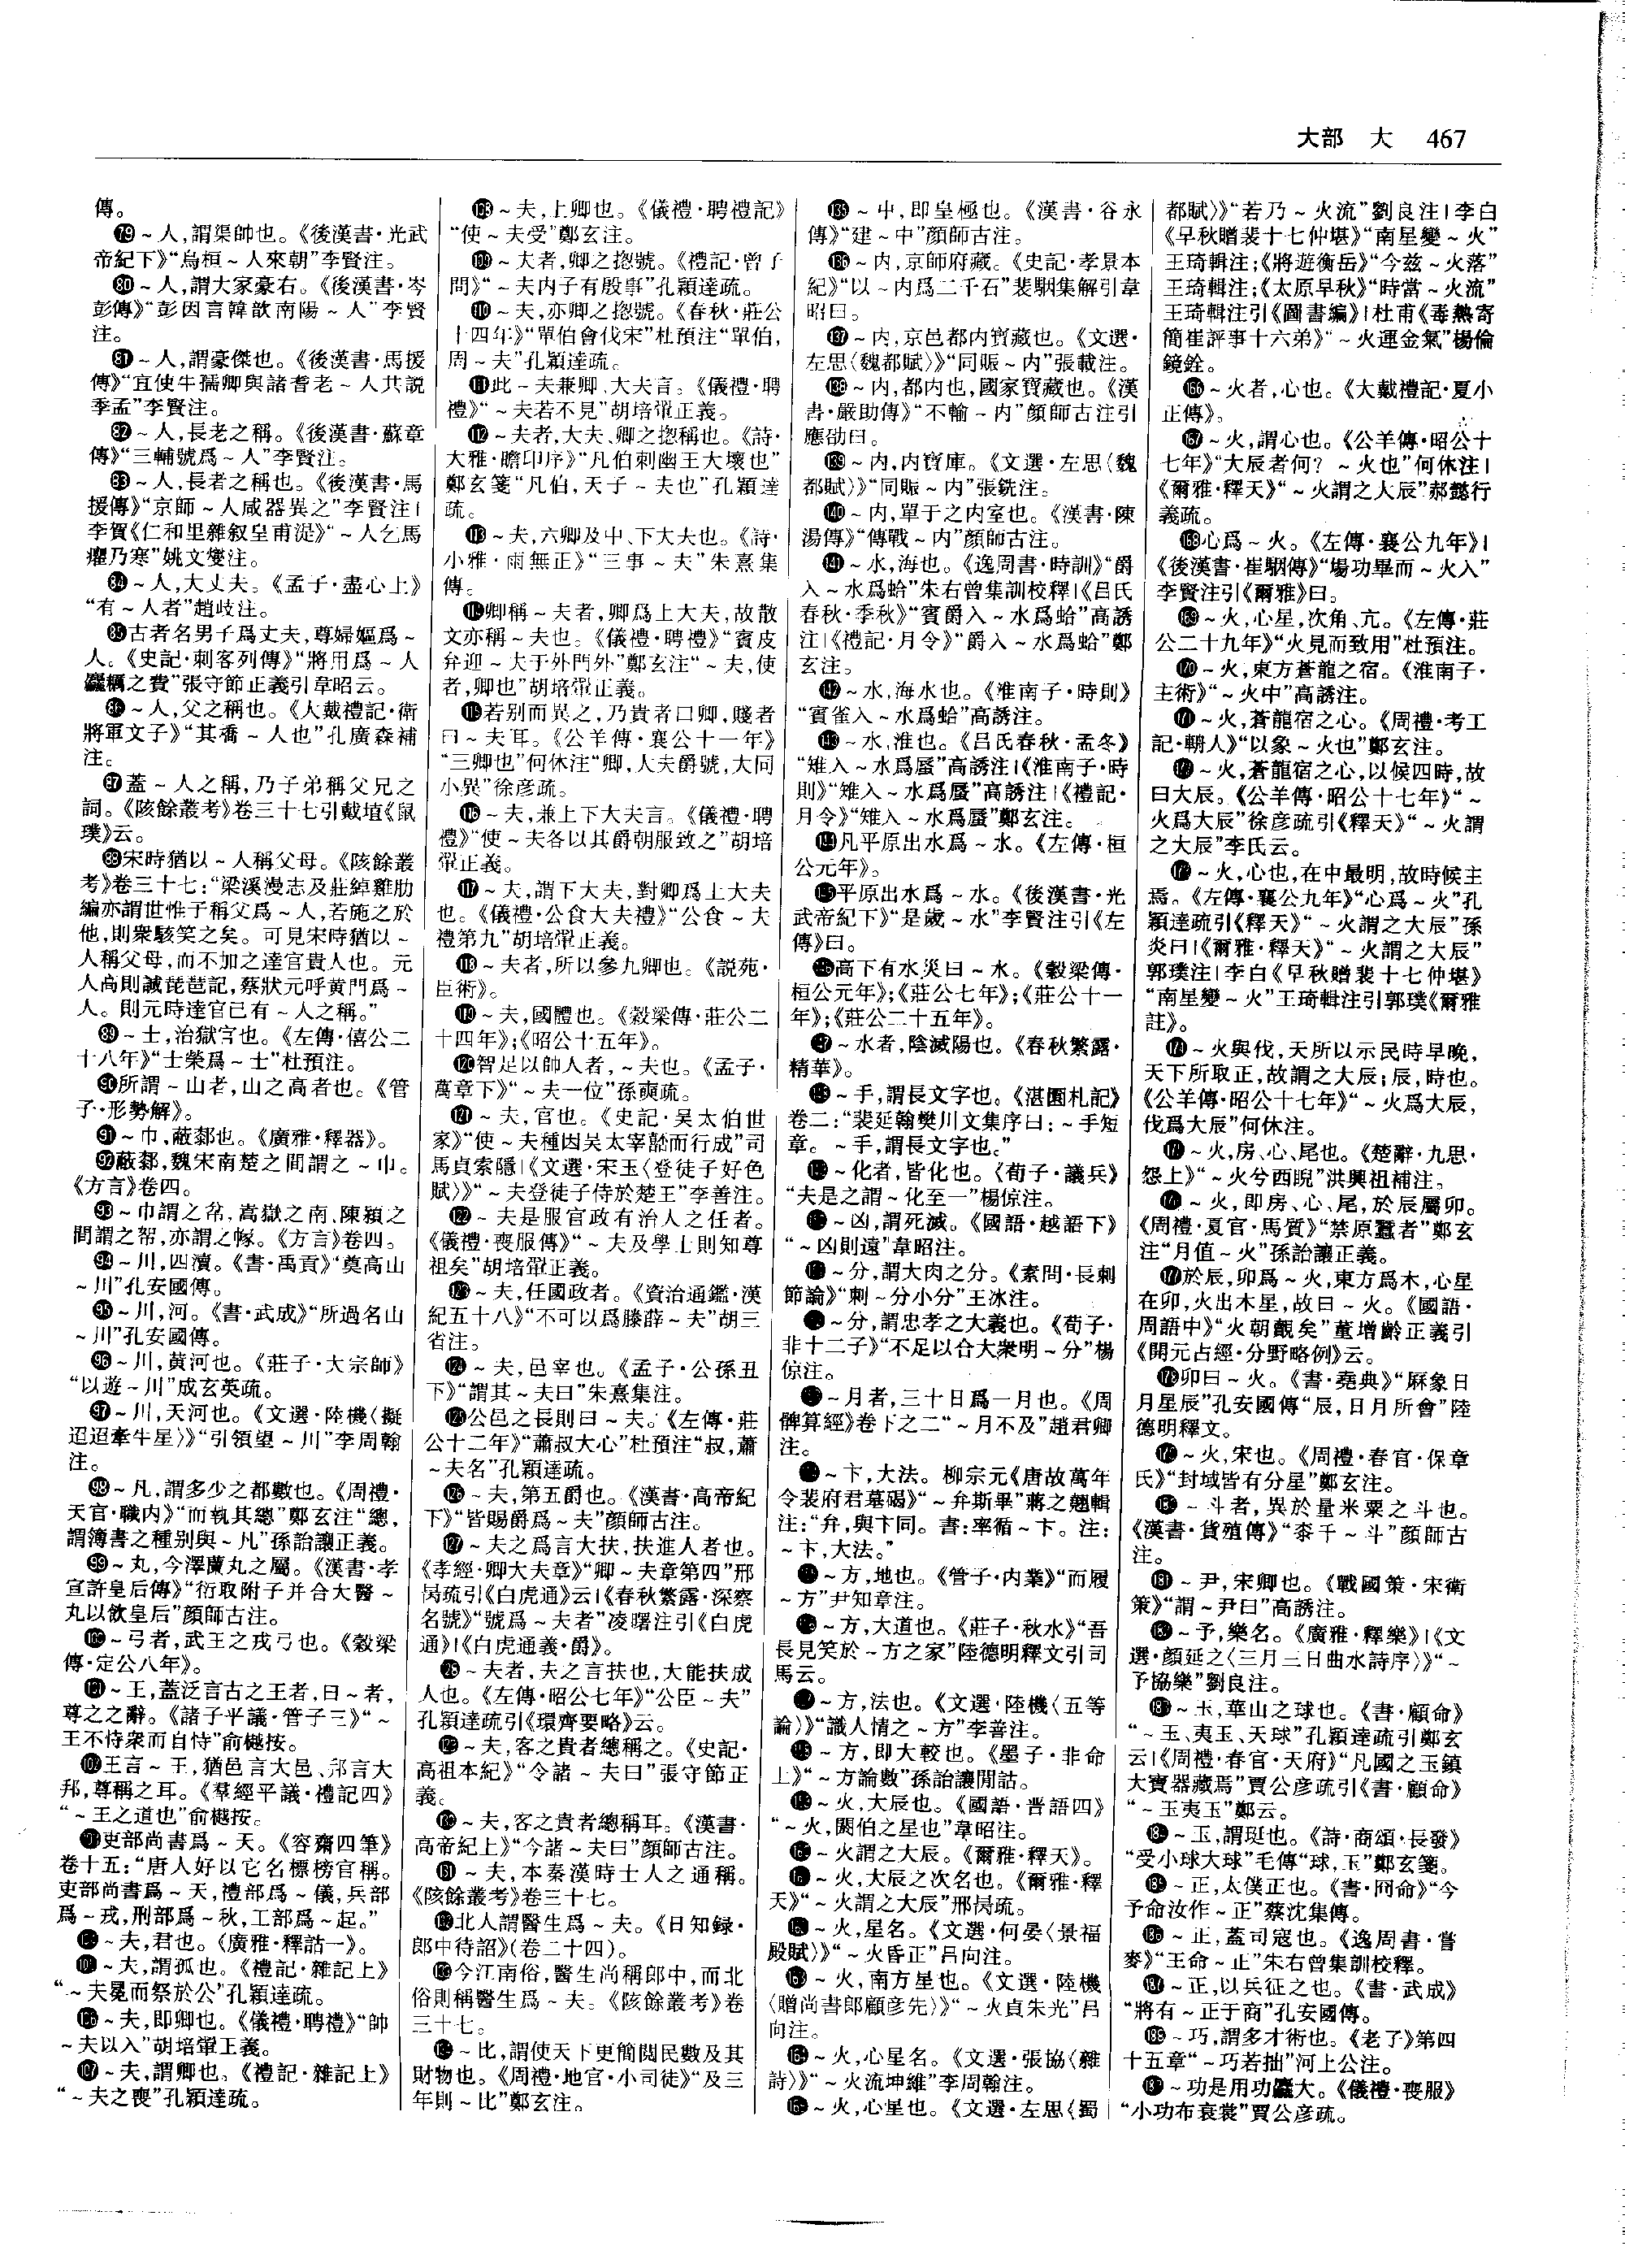 大部 大 467
傳。
79～人,謂渠帥也。《後漢書·光武
帝紀下》“烏桓～人來朝”李賢注。
80～人,謂大家豪右。《後漢書·岑
彭傳》“彭因言韓歆南陽～人”李賢
注。
81～人,謂豪傑也。《後漢書·馬援
傳》“宜使牛孺卿與諸耆老～人共説
季孟”李賢注。
82～人,長老之稱。《後漢書·蘇章
傳》“三輔號爲～人”李賢注。
83～人,長者之稱也。《後漢書·馬
援傳》“京師～人咸器異之”李賢注|
李賀《仁和里雜叙皇甫湜》“～人乞馬
癯乃寒”姚文燮注。
84～人,大丈夫。《孟子·盡心上》
“有～人者”趙歧注。
85古者名男子爲丈夫,尊婦嫗爲～
人。《史記·刺客列傳》“將用爲～人
麤糲之費”張守節正義引韋昭云。
86～人,父之稱也。《大戴禮記·衛
將軍文子》“其橋～人也”孔廣森補
注。
87蓋～人之稱,乃子弟稱父兄之
詞。《陔餘叢考》卷三十七引戴埴《鼠
璞》云。
88宋時猶以～人稱父母。《陔餘叢
考》卷三十七:“梁溪漫志及莊綽雞肋
編亦謂世惟子稱父爲～人,若施之於
他,則衆駭笑之矣。可見宋時猶以～
人稱父母,而不加之達官貴人也。元
人高則誠琵琶記,蔡狀元呼黄門爲～
人。則元時達官已有～人之稱。”
89～士,治獄官也。《左傳·僖公二
十八年》“士榮爲～士”杜預注。
90所謂～山者,山之高者也。《管
子·形勢解》。
91～巾,蔽鄈也。《廣雅·釋器》。
92蔽鄈,魏宋南楚之間謂之～巾。
《方言》卷四。
93～巾謂之㡋,嵩嶽之南、陳潁之
間謂之帤,亦謂之㡓。《方言》卷四。
94～川,四瀆。《書·禹貢》“奠高山
～川”孔安國傳。
95～川,河。《書·武成》“所過名山
～川”孔安國傳。
96～川,黄河也。《莊子·大宗師》
“以遊～川”成玄英疏。
97～川,天河也。《文選·陸機〈擬
迢迢牽牛星〉》“引領望～川”李周翰
注。
98～凡,謂多少之都數也。《周禮·
天官·職内》“而執其總”鄭玄注“總,
謂簿書之種别與～凡”孫詒讓正義。
99～丸,今澤蘭丸之屬。《漢書·孝
宣許皇后傳》“衍取附子并合大醫～
丸以飲皇后”顔師古注。
100～弓者,武王之戎弓也。《穀梁
傳·定公八年》。
101～王,蓋泛言古之王者,曰～者,
尊之之辭。《諸子平議·管子三》“～
王不恃衆而自恃”俞樾按。
102王言～王,猶邑言大邑、邦言大
邦,尊稱之耳。《羣經平議·禮記四》
“～王之道也”俞樾按。
103吏部尚書爲～天。《容齋四筆》
卷十五:“唐人好以它名標榜官稱。
吏部尚書爲～天,禮部爲～儀,兵部
爲～戎,刑部爲～秋,工部爲～起。”
104～夫,君也。《廣雅·釋詁一》。
105～夫,謂孤也。《禮記·雜記上》
“～夫冕而祭於公”孔穎達疏。
106～夫,即卿也。《儀禮·聘禮》“帥
～夫以入”胡培翬正義。
107～夫,謂卿也。《禮記·雜記上》
“～夫之喪”孔穎達疏。
108～夫,上卿也。《儀禮·聘禮記》
“使～夫受”鄭玄注。
109～夫者,卿之揔號。《禮記·曾子
問》“～夫内子有殷事”孔穎達疏。
110～夫,亦卿之揔號。《春秋·莊公
十四年》“單伯會伐宋”杜預注“單伯,
周～夫”孔穎達疏。
111此～夫兼卿、大夫言。《儀禮·聘
禮》“～夫若不見”胡培翬正義。
112～夫者,大夫、卿之揔稱也。《詩·
大雅·瞻卬序》“凡伯刺幽王大壞也”
鄭玄箋“凡伯,天子～夫也”孔穎達
疏。
113～夫,六卿及中、下大夫也。《詩·
小雅·雨無正》“三事～夫”朱熹集
傳。
114卿稱～夫者,卿爲上大夫,故散
文亦稱～夫也。《儀禮·聘禮》“賓皮
弁迎～夫于外門外”鄭玄注“～夫,使
者,卿也”胡培翬正義。
115若别而異之,乃貴者曰卿,賤者
曰～夫耳。《公羊傳·襄公十一年》
“三卿也”何休注“卿,大夫爵號,大同
小異”徐彦疏。
116～夫,兼上下大夫言。《儀禮·聘
禮》“使～夫各以其爵朝服致之”胡培
翬正義。
117～夫,謂下大夫,對卿爲上大夫
也。《儀禮·公食大夫禮》“公食～夫
禮第九”胡培翬正義。
118～夫者,所以參九卿也。《説苑·
臣術》。
119～夫,國體也。《穀梁傳·莊公二
十四年》;《昭公十五年》。
120智足以帥人者,～夫也。《孟子·
萬章下》“～夫一位”孫奭疏。
121～夫,官也。《史記·吴太伯世
家》“使～夫種因吴太宰嚭而行成”司
馬貞索隱|《文選·宋玉〈登徒子好色
賦〉》“～夫登徒子侍於楚王”李善注。
122～夫是服官政有治人之任者。
《儀禮·喪服傳》“～夫及學士則知尊
祖矣”胡培翬正義。
123～夫,任國政者。《資治通鑑·漢
紀五十八》“不可以爲滕薛～夫”胡三
省注。
124～夫,邑宰也。《孟子·公孫丑
下》“謂其～夫曰”朱熹集注。
125公邑之長則曰～夫。《左傳·莊
公十二年》“蕭叔大心”杜預注“叔,蕭
～夫名”孔穎達疏。
126～夫,第五爵也。《漢書·高帝紀
下》“皆賜爵爲～夫”顔師古注。
127～夫之爲言大扶,扶進人者也。
《孝經·卿大夫章》“卿～夫章第四”邢
昺疏引《白虎通》云|《春秋繁露·深察
名號》“號爲～夫者”凌曙注引《白虎
通》|《白虎通義·爵》。
128～夫者,夫之言扶也,大能扶成
人也。《左傳·昭公七年》“公臣～夫”
孔穎達疏引《環齊要略》云。
129～夫,客之貴者總稱之。《史記·
高祖本紀》“令諸～夫曰”張守節正
義。
130～夫,客之貴者總稱耳。《漢書·
高帝紀上》“今諸～夫曰”顔師古注。
131～夫,本秦漢時士人之通稱。
《陔餘叢考》卷三十七。
132北人謂醫生爲～夫。《日知録·
郎中待詔》(卷二十四)。
133今江南俗,醫生尚稱郎中,而北
俗則稱醫生爲～夫。《陔餘叢考》卷
三十七。
134～比,謂使天下更簡閲民數及其
財物也。《周禮·地官·小司徒》“及三
年則～比”鄭玄注。
135～中,即皇極也。《漢書·谷永
傳》“建～中”顔師古注。
136～内,京師府藏。《史記·孝景本
紀》“以～内爲二千石”裴駰集解引韋
昭曰。
137～内,京邑都内寶藏也。《文選·
左思〈魏都賦〉》“同賑～内”張載注。
138～内,都内也,國家寶藏也。《漢
書·嚴助傳》“不輸～内”顔師古注引
應劭曰。
139～内,内寶庫。《文選·左思〈魏
都賦〉》“同賑～内”張銑注。
140～内,單于之内室也。《漢書·陳
湯傳》“傳戰～内”顔師古注。
141～水,海也。《逸周書·時訓》“爵
入～水爲蛤”朱右曾集訓校釋|《吕氏
春秋·季秋》“賓爵入～水爲蛤”高誘
注|《禮記·月令》“爵入～水爲蛤”鄭
玄注。
142～水,海水也。《淮南子·時則》
“賓雀入～水爲蛤”高誘注。
143～水,淮也。《吕氏春秋·孟冬》
“雉入～水爲蜃”高誘注|《淮南子·時
則》“雉入～水爲蜃”高誘注|《禮記·
月令》“雉入～水爲蜃”鄭玄注。
144凡平原出水爲～水。《左傳·桓
公元年》。
145平原出水爲～水。《後漢書·光
武帝紀下》“是歲～水”李賢注引《左
傳》曰。
146高下有水災曰～水。《穀梁傳·
桓公元年》;《莊公七年》;《莊公十一
年》;《莊公二十五年》。
147～水者,陰滅陽也。《春秋繁露·
精華》。
148～手,謂長文字也。《湛園札記》
卷二:“裴延翰樊川文集序曰:～手短
章。～手,謂長文字也。”
149～化者,皆化也。《荀子·議兵》
“夫是之謂～化至一”楊倞注。
150～凶,謂死滅。《國語·越語下》
“～凶則遠”韋昭注。
151～分,謂大肉之分。《素問·長刺
節論》“刺～分小分”王冰注。
152～分,謂忠孝之大義也。《荀子·
非十二子》“不足以合大衆明～分”楊
倞注。
153～月者,三十日爲一月也。《周
髀算經》卷下之二“～月不及”趙君卿
注。
154～卞,大法。柳宗元《唐故萬年
令裴府君墓碣》“～弁斯畢”蔣之翹輯
注:“弁,與卞同。書:率循～卞。注:
～卞,大法。”
155～方,地也。《管子·内業》“而履
～方”尹知章注。
156～方,大道也。《莊子·秋水》“吾
長見笑於～方之家”陸德明釋文引司
馬云。
157～方,法也。《文選·陸機〈五等
論〉》“識人情之～方”李善注。
158～方,即大較也。《墨子·非命
上》“～方論數”孫詒讓閒詁。
159～火,大辰也。《國語·晋語四》
“～火,閼伯之星也”韋昭注。
160～火謂之大辰。《爾雅·釋天》。
161～火,大辰之次名也。《爾雅·釋
天》“～火謂之大辰”邢昺疏。
162～火,星名。《文選·何晏〈景福
殿賦〉》“～火昏正”吕向注。
163～火,南方星也。《文選·陸機
〈贈尚書郎顧彦先〉》“～火貞朱光”吕
向注。
164～火,心星名。《文選·張協〈雜
詩〉》“～火流坤維”李周翰注。
165～火,心星也。《文選·左思〈蜀
都賦〉》“若乃～火流”劉良注|李白
《早秋贈裴十七仲堪》“南星變～火”
王琦輯注;《將遊衡岳》“今兹～火落”
王琦輯注;《太原早秋》“時當～火流”
王琦輯注引《圖書編》|杜甫《毒熱寄
簡崔評事十六弟》“～火運金氣”楊倫
鏡銓。
166～火者,心也。《大戴禮記·夏小
正傳》。
167～火,謂心也。《公羊傳·昭公十
七年》“大辰者何?～火也”何休注|
《爾雅·釋天》“～火謂之大辰”郝懿行
義疏。
168心爲～火。《左傳·襄公九年》|
《後漢書·崔駰傳》“場功畢而～火入”
李賢注引《爾雅》曰。
169～火,心星,次角、亢。《左傳·莊
公二十九年》“火見而致用”杜預注。
170～火,東方蒼龍之宿。《淮南子·
主術》“～火中”高誘注。
171～火,蒼龍宿之心。《周禮·考工
記·輈人》“以象～火也”鄭玄注。
172～火,蒼龍宿之心,以候四時,故
曰大辰。《公羊傳·昭公十七年》“～
火爲大辰”徐彦疏引《釋天》“～火謂
之大辰”李氏云。
173～火,心也,在中最明,故時候主
焉。《左傳·襄公九年》“心爲～火”孔
穎達疏引《釋天》“～火謂之大辰”孫
炎曰|《爾雅·釋天》“～火謂之大辰”
郭璞注|李白《早秋贈裴十七仲堪》
“南星變～火”王琦輯注引郭璞《爾雅
註》。
174～火與伐,天所以示民時早晚,
天下所取正,故謂之大辰;辰,時也。
《公羊傳·昭公十七年》“～火爲大辰,
伐爲大辰”何休注。
175～火,房、心、尾也。《楚辭·九思·
怨上》“～火兮西睨”洪興祖補注。
176～火,即房、心、尾,於辰屬卯。
《周禮·夏官·馬質》“禁原蠶者”鄭玄
注“月值～火”孫詒讓正義。
177於辰,卯爲～火,東方爲木,心星
在卯,火出木星,故曰～火。《國語·
周語中》“火朝覿矣”董增齡正義引
《開元占經·分野略例》云。
178卯曰～火。《書·堯典》“厤象日
月星辰”孔安國傳“辰,日月所會”陸
德明釋文。
179～火,宋也。《周禮·春官·保章
氏》“封域皆有分星”鄭玄注。
180～斗者,異於量米粟之斗也。
《漢書·貨殖傳》“桼千～斗”顔師古
注。
181～尹,宋卿也。《戰國策·宋衛
策》“謂～尹曰”高誘注。
182～予,樂名。《廣雅·釋樂》|《文
選·顔延之〈三月三日曲水詩序〉》“～
予協樂”劉良注。
183～玉,華山之球也。《書·顧命》
“～玉、夷玉、天球”孔穎達疏引鄭玄
云|《周禮·春官·天府》“凡國之玉鎮
大寶器藏焉”賈公彦疏引《書·顧命》
“～玉夷玉”鄭云。
184～玉,謂珽也。《詩·商頌·長發》
“受小球大球”毛傳“球,玉”鄭玄箋。
185～正,太僕正也。《書·冏命》“今
予命汝作～正”蔡沈集傳。
186～正,蓋司寇也。《逸周書·嘗
麥》“王命～正”朱右曾集訓校釋。
187～正,以兵征之也。《書·武成》
“將有～正于商”孔安國傳。
188～巧,謂多才術也。《老子》第四
十五章“～巧若拙”河上公注。
189～功是用功麤大。《儀禮·喪服》
“小功布衰裳”賈公彦疏。